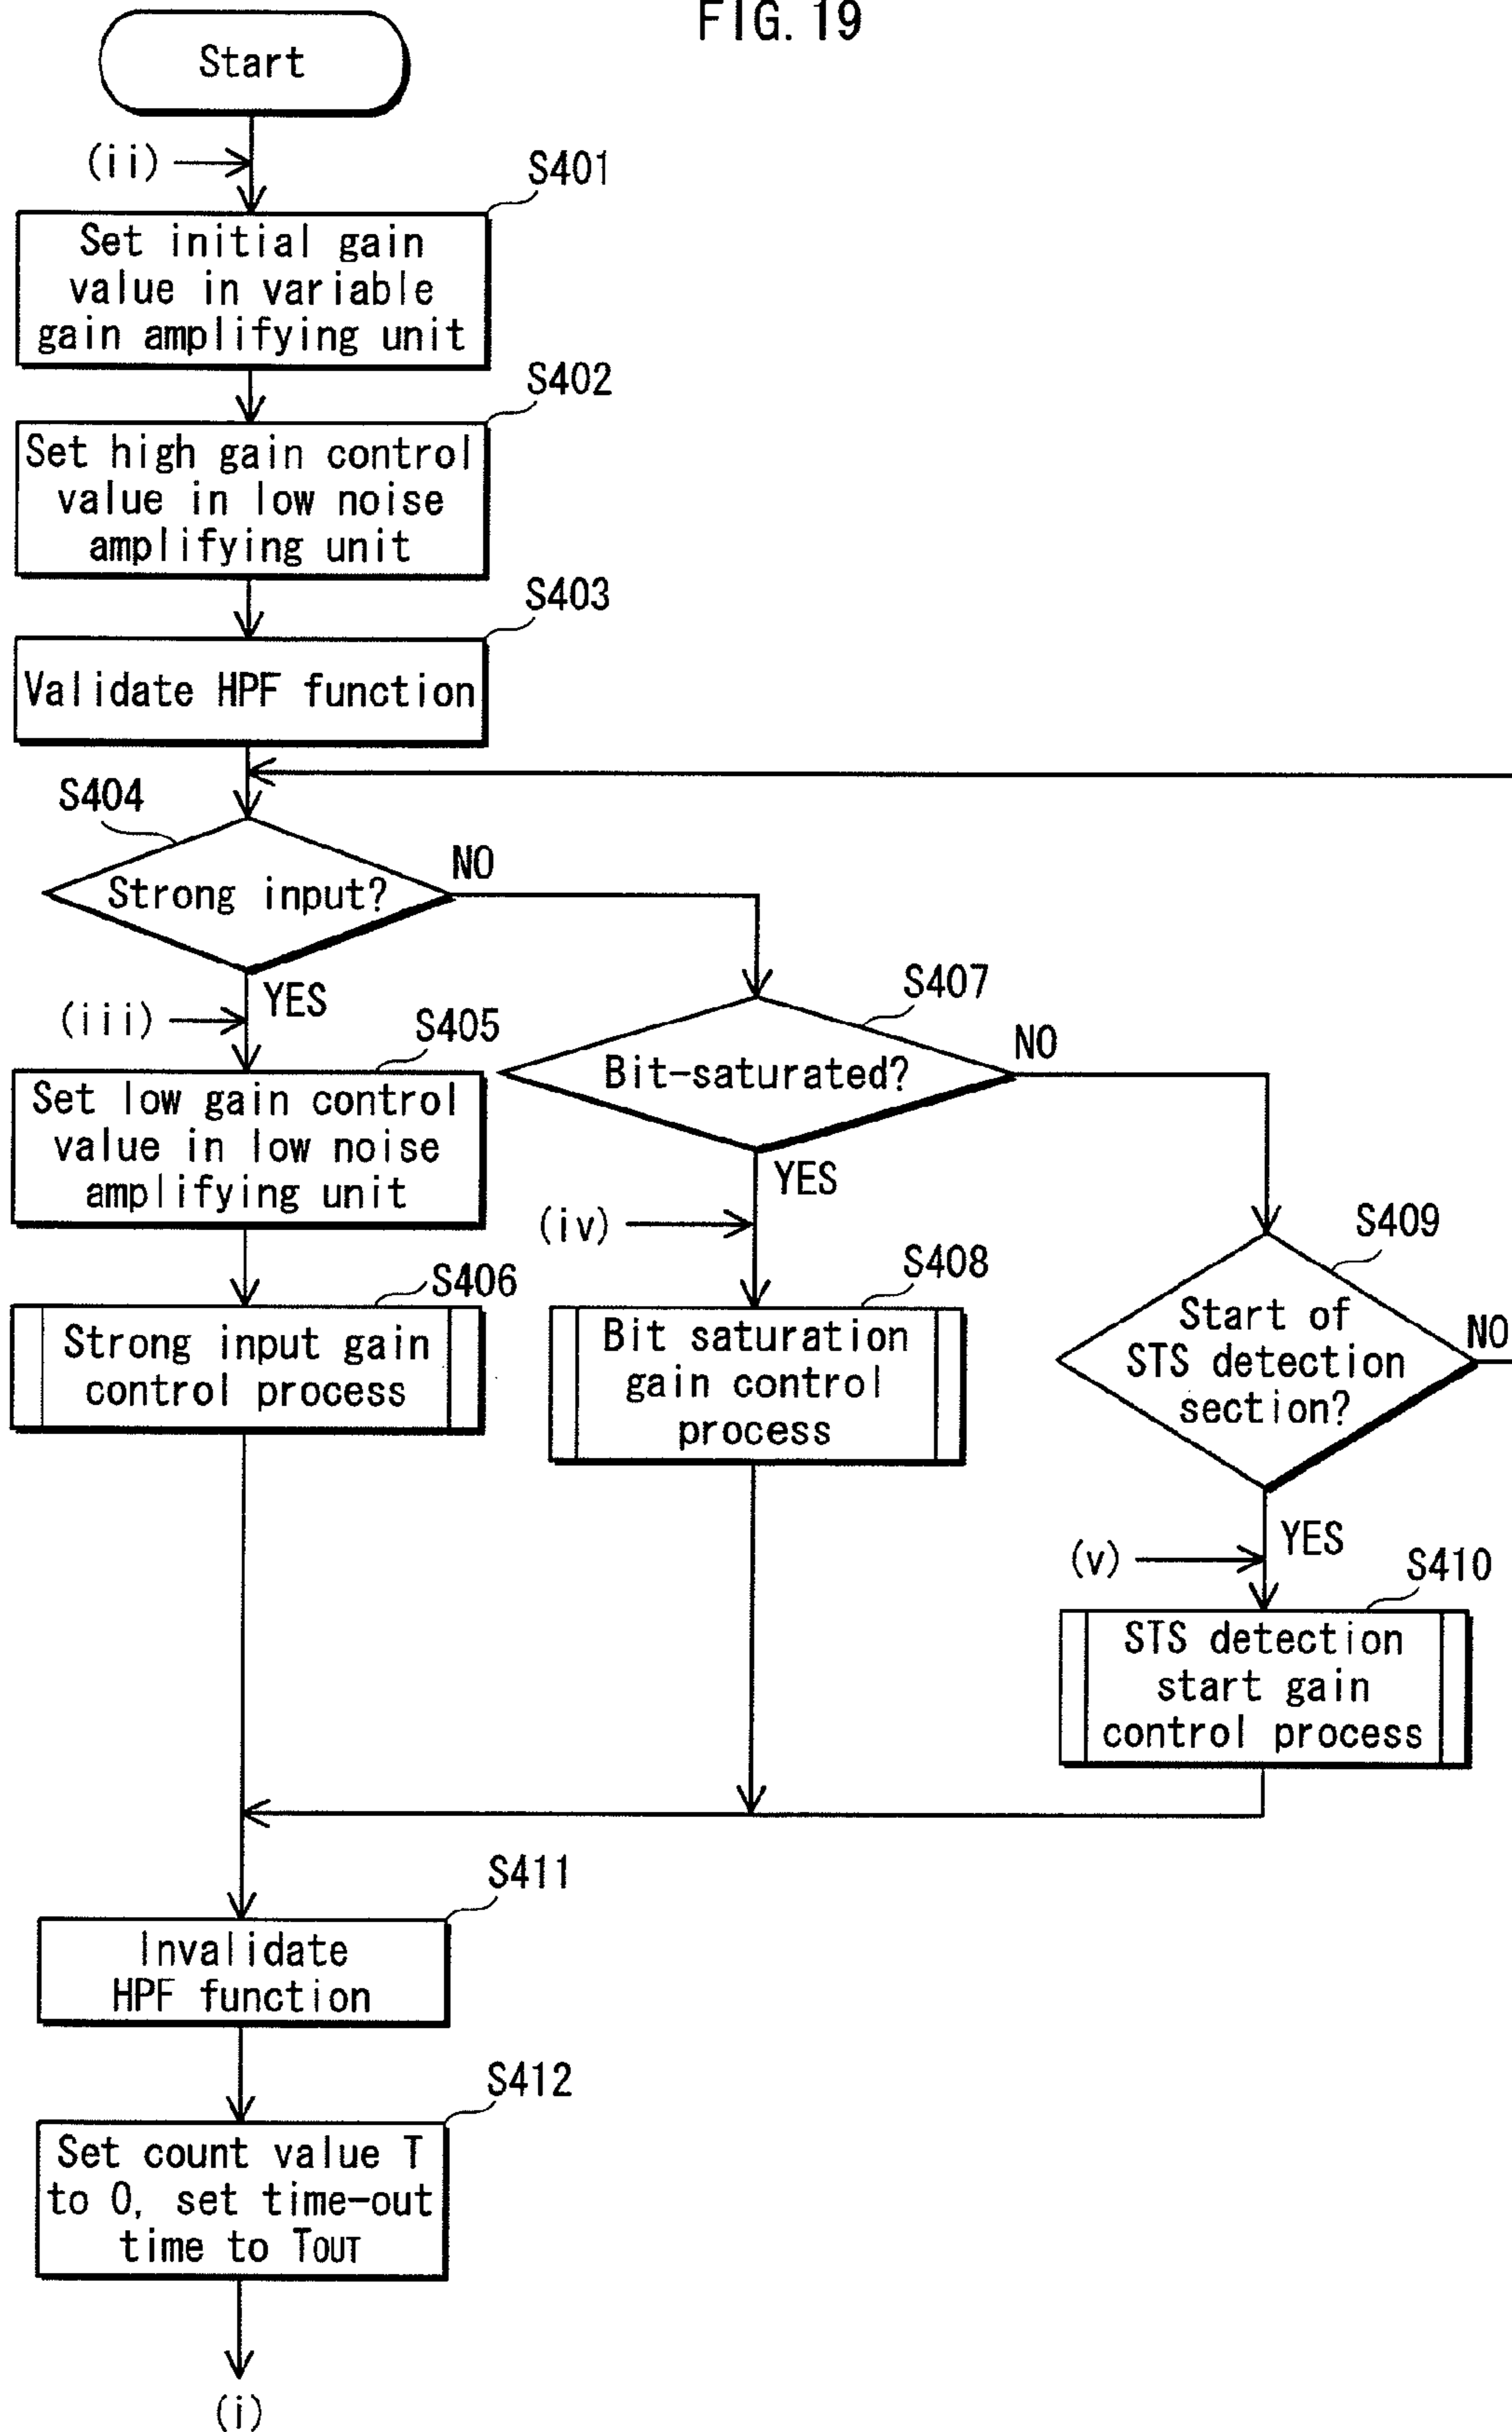 FIG. 19
Start
(ii)
S401
Set initial gain
value in variable
gain amplifying unit
S402
Set high gain control
value in low noise
amplifying unit
S403
Validate HPF function
S404
Strong input?
NO
YES
(iii)
S405
Set low gain control
value in low noise
amplifying unit
S406
Strong input gain
control process
S407
Bit-saturated?
NO
YES
(iv)
S408
Bit saturation
gain control
process
S409
Start of
STS detection
section?
NO
YES
(v)
S410
STS detection
start gain
control process
S411
Invalidate
HPF function
S412
Set count value T
to 0, set time-out
time to TOUT
(i)